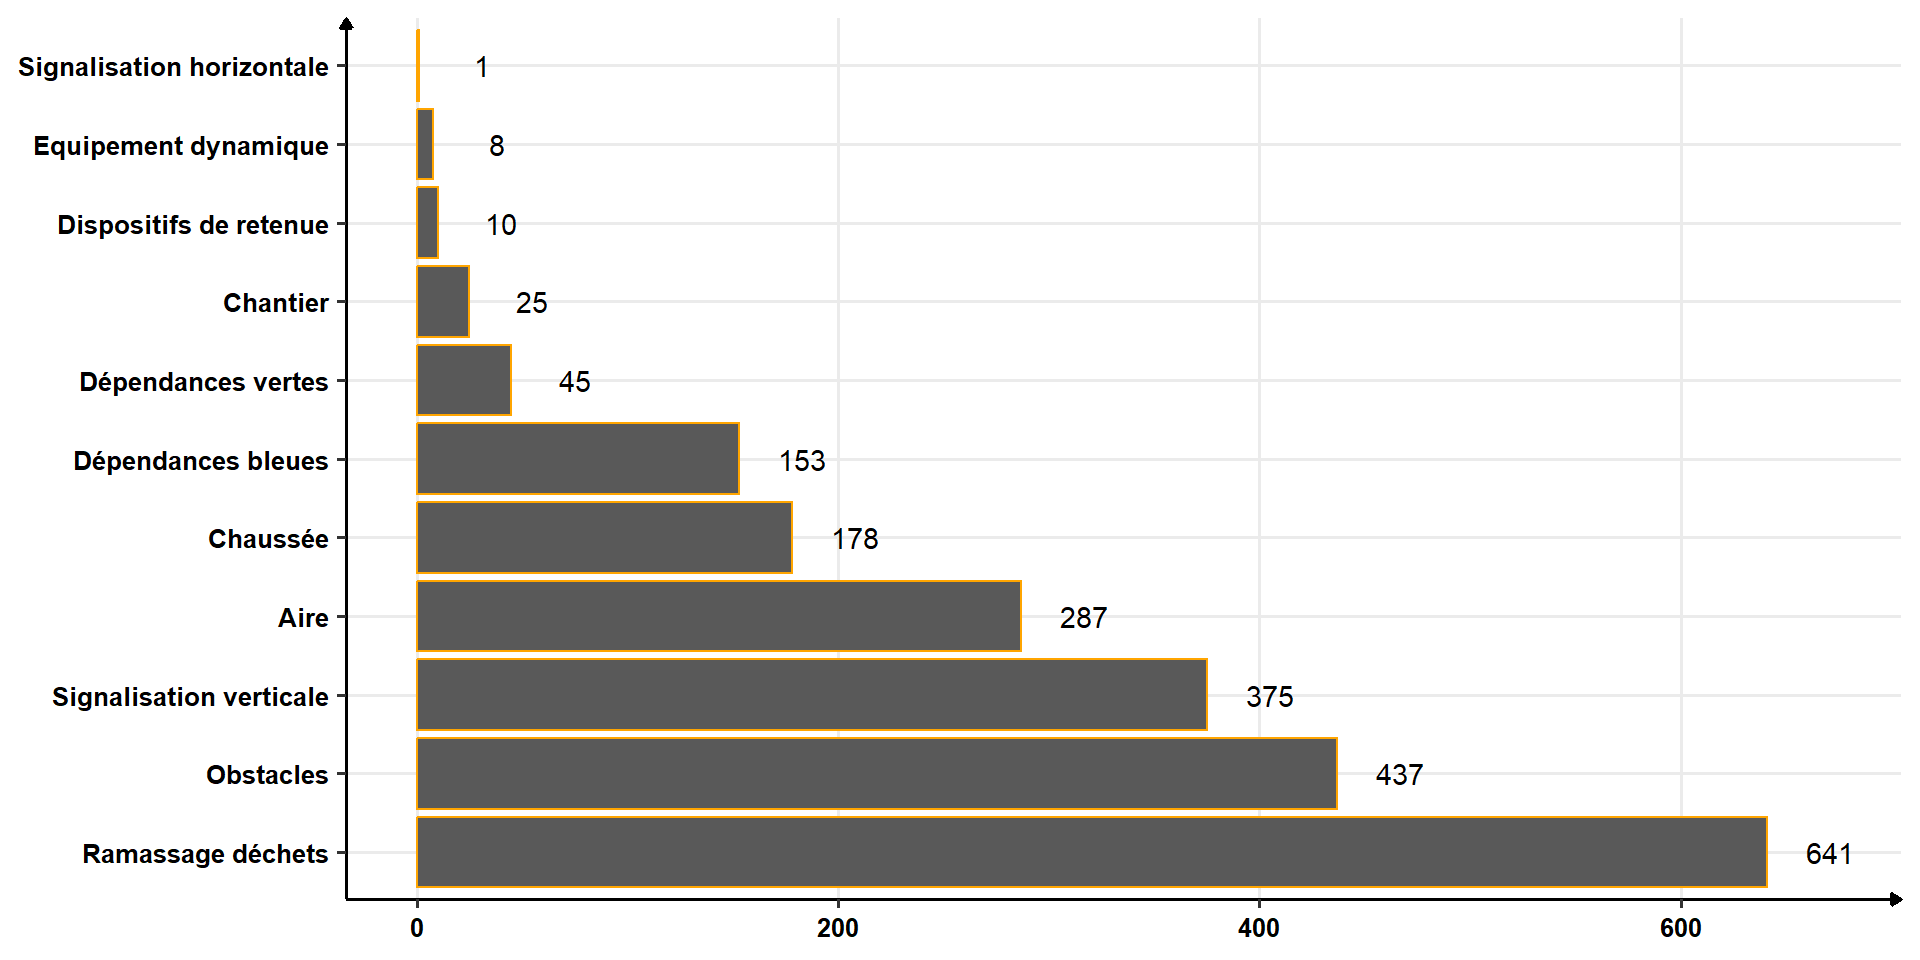 Signalisation horizontale 1
Equipement dynamique 8
Dispositifs de retenue 10
Chantier 25
Dépendances vertes 45
Dépendances bleues 153
Chaussée 178
Aire 287
Signalisation verticale 375
Obstacles 437
Ramassage déchets 641
0 200 400 600